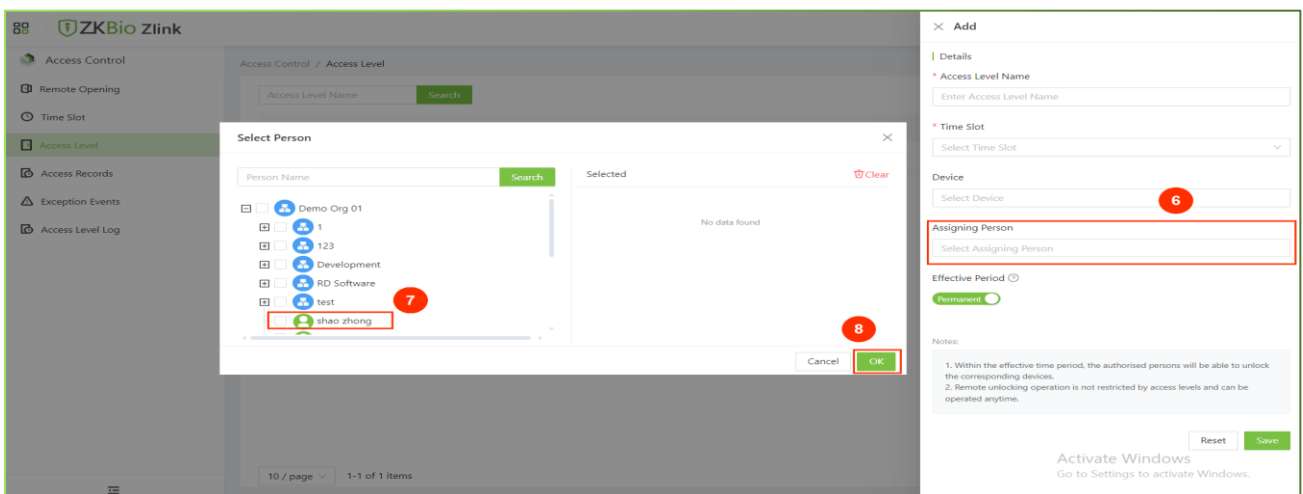 ZKBio Zlink
Access Control
Remote Opening
Time Slot
Access Level
Access Records
Exception Events
Access Level Log
Access Control / Access Level
Access Level Name
Search
Select Person
Person Name
Search
Demo Org 01
1
123
Development
RD Software
test
7
shao zhong
Selected
Clear
No data found
8
Cancel
OK
10 / page
1-1 of 1 items
Add
Details
* Access Level Name
Enter Access Level Name
* Time Slot
Select Time Slot
Device
Select Device
6
Assigning Person
Select Assigning Person
Effective Period
Permanent
Notes:
1. Within the effective time period, the authorised persons will be able to unlock
the corresponding devices.
2. Remote unlocking operation is not restricted by access levels and can be
operated anytime.
Reset
Save
Activate Windows
Go to Settings to activate Windows.